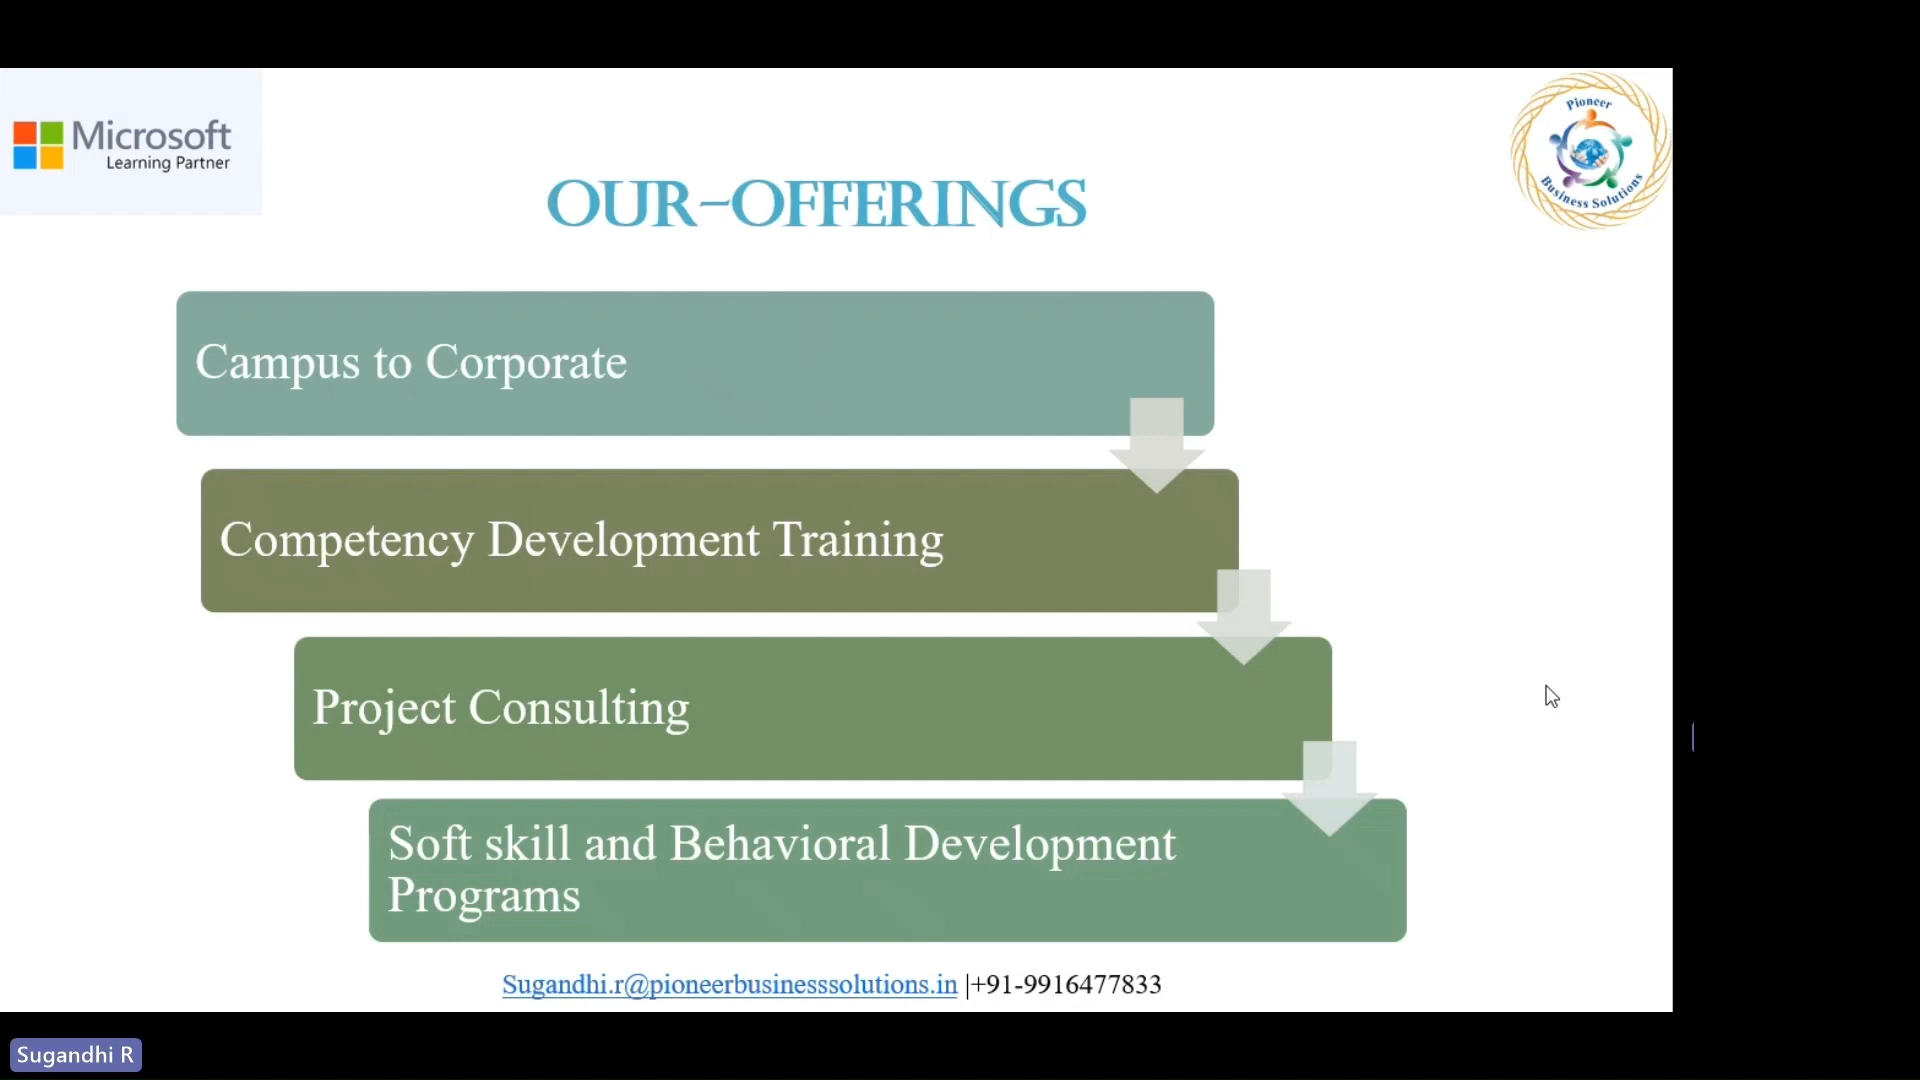 Microsoft
Learning Partner
Pioneer
Business Solutions
OUR-OFFERINGS
Campus to Corporate
Competency Development Training
Project Consulting
Soft skill and Behavioral Development
Programs
Sugandhi.r@pioneerbusinesssolutions.in |+91-9916477833
Sugandhi R